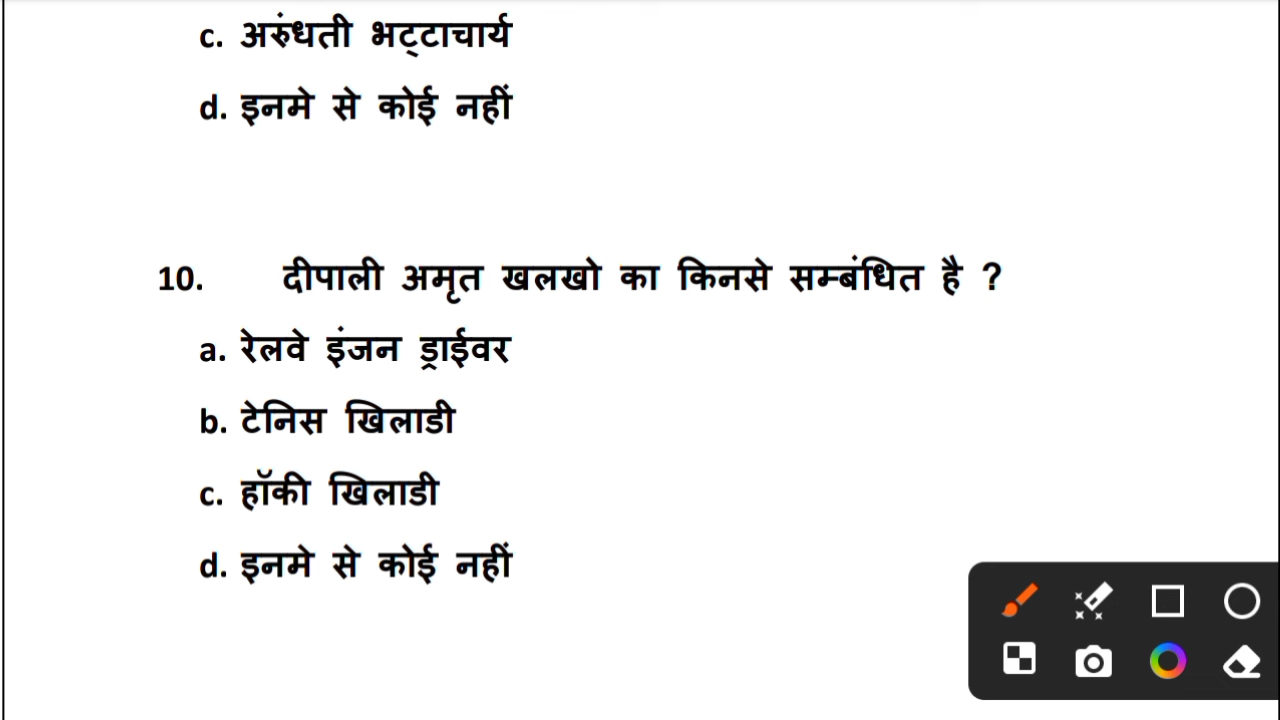 c. अरुंधती भट्टाचार्य
d. इनमे से कोई नहीं
10. दीपाली अमृत खलखो का किनसे सम्बंधित है ?
a. रेलवे इंजन ड्राईवर
b. टेनिस खिलाडी
c. हॉकी खिलाडी
d. इनमे से कोई नहीं